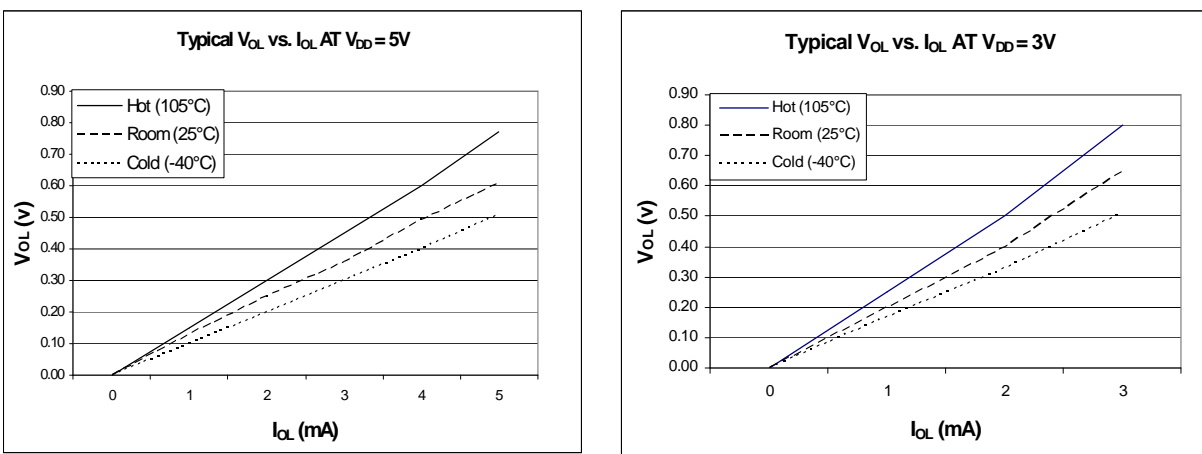 Typical VOL vs. IOL AT VDD = 5V
0.90
0.80
0.70
0.60
0.50
0.40
0.30
0.20
0.10
0.00
VOL (v)
Hot (105°C)
Room (25°C)
Cold (-40°C)
0 1 2 3 4 5
IOL (mA)
Typical VOL vs. IOL AT VDD = 3V
0.90
0.80
0.70
0.60
0.50
0.40
0.30
0.20
0.10
0.00
VOL (v)
Hot (105°C)
Room (25°C)
Cold (-40°C)
0 1 2 3
IOL (mA)